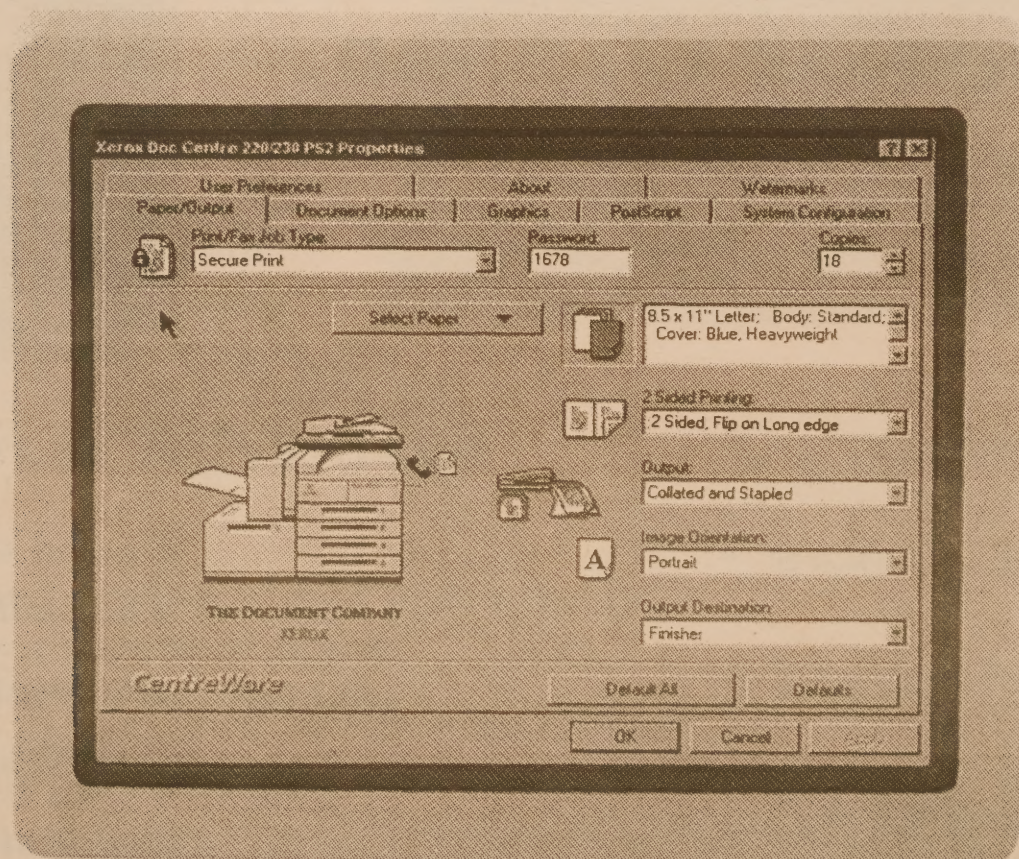 Xerox Doc Centre 220/230 PS2 Properties
User Preferences About Watermarks
Paper/Output Document Options Graphics PostScript System Configuration
Print/Fax Job Type: Password: Copies:
Secure Print 1678 18
Select Paper
8.5 x 11" Letter; Body: Standard;
Cover: Blue, Heavyweight
2 Sided Printing:
2 Sided, Flip on Long edge
Output:
Collated and Stapled
Image Orientation:
A
Portrait
THE DOCUMENT COMPANY
XEROX
Output Destination:
Finisher
CentreWare
Default All Defaults
OK Cancel Apply